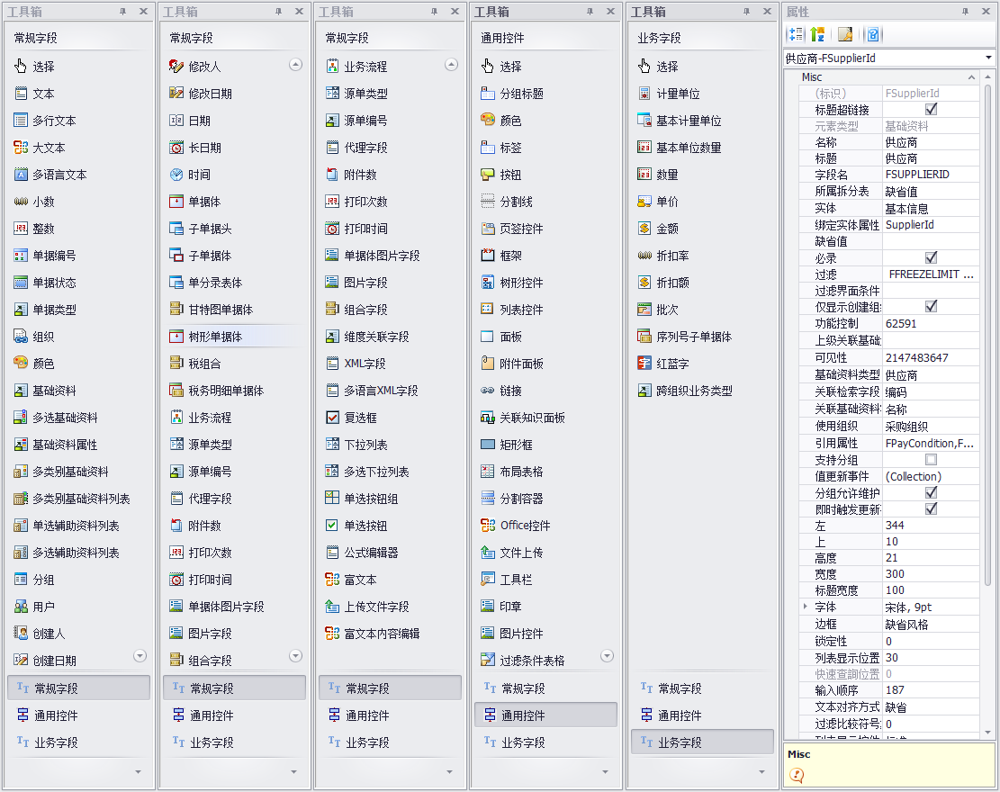 工具箱
常规字段
选择
文本
多行文本
大文本
多语言文本
小数
整数
单据编号
单据状态
单据类型
组织
颜色
基础资料
多选基础资料
基础资料属性
多类别基础资料
多类别基础资料列表
单选辅助资料列表
多选辅助资料列表
分组
用户
创建人
创建日期
常规字段
通用控件
业务字段
工具箱
常规字段
修改人
修改日期
日期
长日期
时间
单据体
子单据头
子单据体
单分录表体
甘特图单据体
树形单据体
税组合
税务明细单据体
业务流程
源单类型
源单编号
代理字段
附件数
打印次数
打印时间
单据体图片字段
图片字段
组合字段
常规字段
通用控件
业务字段
工具箱
常规字段
业务流程
源单类型
源单编号
代理字段
附件数
打印次数
打印时间
单据体图片字段
图片字段
组合字段
维度关联字段
XML字段
多语言XML字段
复选框
下拉列表
多选下拉列表
单选按钮组
单选按钮
公式编辑器
富文本
上传文件字段
富文本内容编辑
常规字段
通用控件
业务字段
工具箱
通用控件
选择
分组标题
颜色
标签
按钮
分割线
页签控件
框架
树形控件
列表控件
面板
附件面板
链接
关联知识面板
矩形框
布局表格
分割容器
Office控件
文件上传
工具栏
印章
图片控件
过滤条件表格
常规字段
通用控件
业务字段
工具箱
业务字段
选择
计量单位
基本计量单位
基本单位数量
数量
单价
金额
折扣率
折扣额
批次
序列号子单据体
红蓝字
跨组织业务类型
常规字段
通用控件
业务字段
属性
供应商-FSupplierId
Misc
(标识) FSupplierId
标题超链接
元素类型 基础资料
名称 供应商
标题 供应商
字段名 FSUPPLIERID
所属拆分表 缺省值
实体 基本信息
绑定实体属性 SupplierId
缺省值
必录
过滤 FFREEZELIMIT ...
过滤界面条件
仅显示创建组
功能控制 62591
上级关联基础
可见性 2147483647
基础资料类型 供应商
关联检索字段 编码
关联基础资料 名称
使用组织 采购组织
引用属性 FPayCondition,F...
支持分组
值更新事件 (Collection)
分组允许维护
即时触发更新
左 344
上 10
高度 21
宽度 300
标题宽度 100
字体 宋体, 9pt
边框 缺省风格
锁定性 0
列表显示位置 30
快速查詢位置 0
输入顺序 187
文本对齐方式 缺省
过滤比较符号 0
Misc